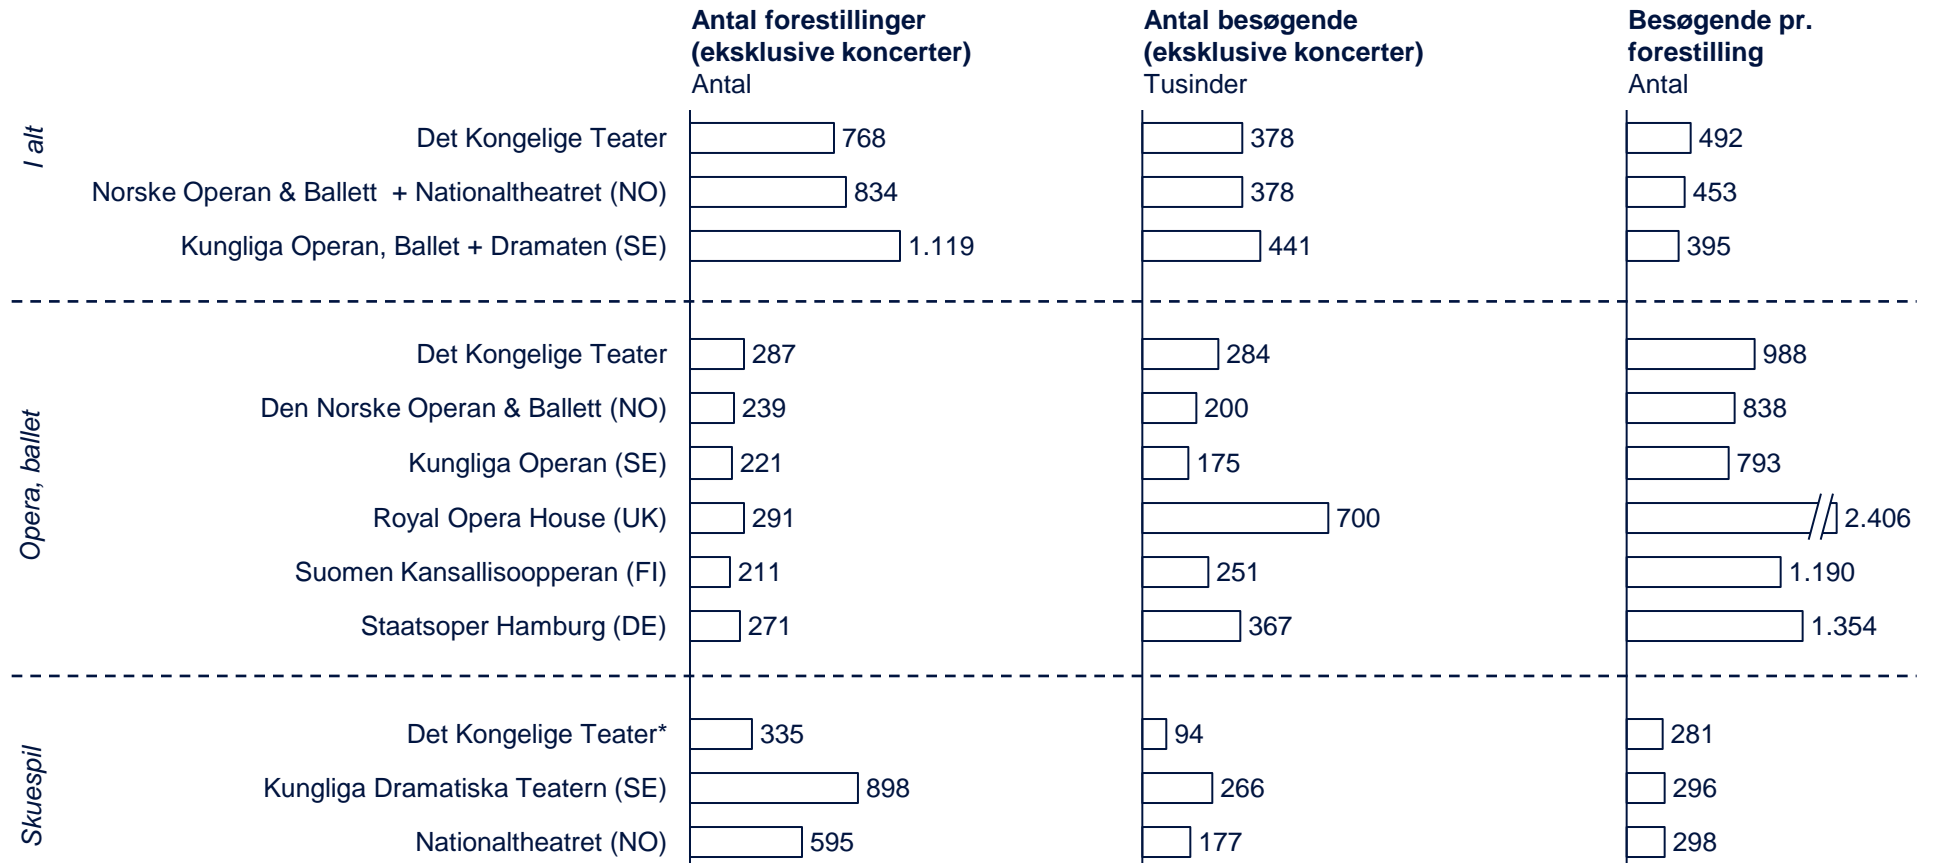 Antal forestillinger
(eksklusive koncerter)
Antal
Antal besøgende
(eksklusive koncerter)
Tusinder
Besøgende pr.
forestilling
Antal
I alt
Det Kongelige Teater 768 378 492
Norske Operan & Ballett + Nationaltheatret (NO) 834 378 453
Kungliga Operan, Ballet + Dramaten (SE) 1.119 441 395
Opera, ballet
Det Kongelige Teater 287 284 988
Den Norske Operan & Ballett (NO) 239 200 838
Kungliga Operan (SE) 221 175 793
Royal Opera House (UK) 291 700 2.406
Suomen Kansallisoopperan (FI) 211 251 1.190
Staatsoper Hamburg (DE) 271 367 1.354
Skuespil
Det Kongelige Teater* 335 94 281
Kungliga Dramatiska Teatern (SE) 898 266 296
Nationaltheatret (NO) 595 177 298